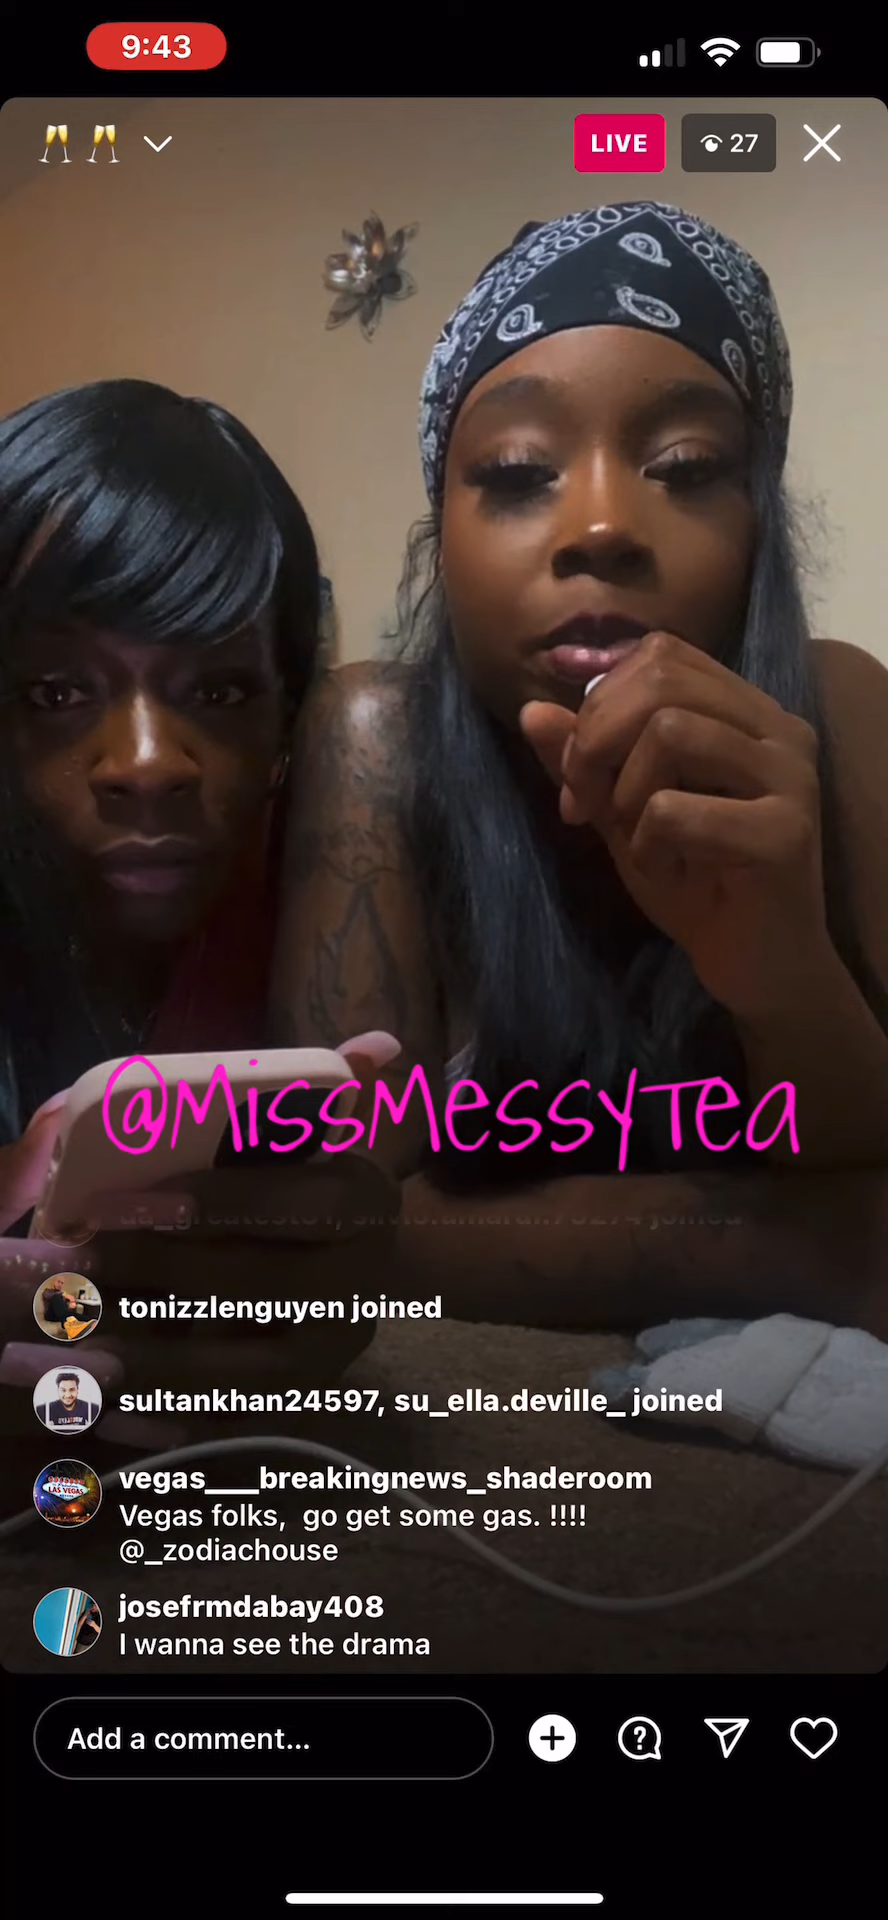 9:43
LIVE
27
@MissMessyTea
tonizzlenguyen joined
sultankhan24597, su_ella.deville_ joined
vegas___breakingnews_shaderoom
Vegas folks, go get some gas. !!!!
@_zodiachouse
josefrmdabay408
I wanna see the drama
Add a comment...